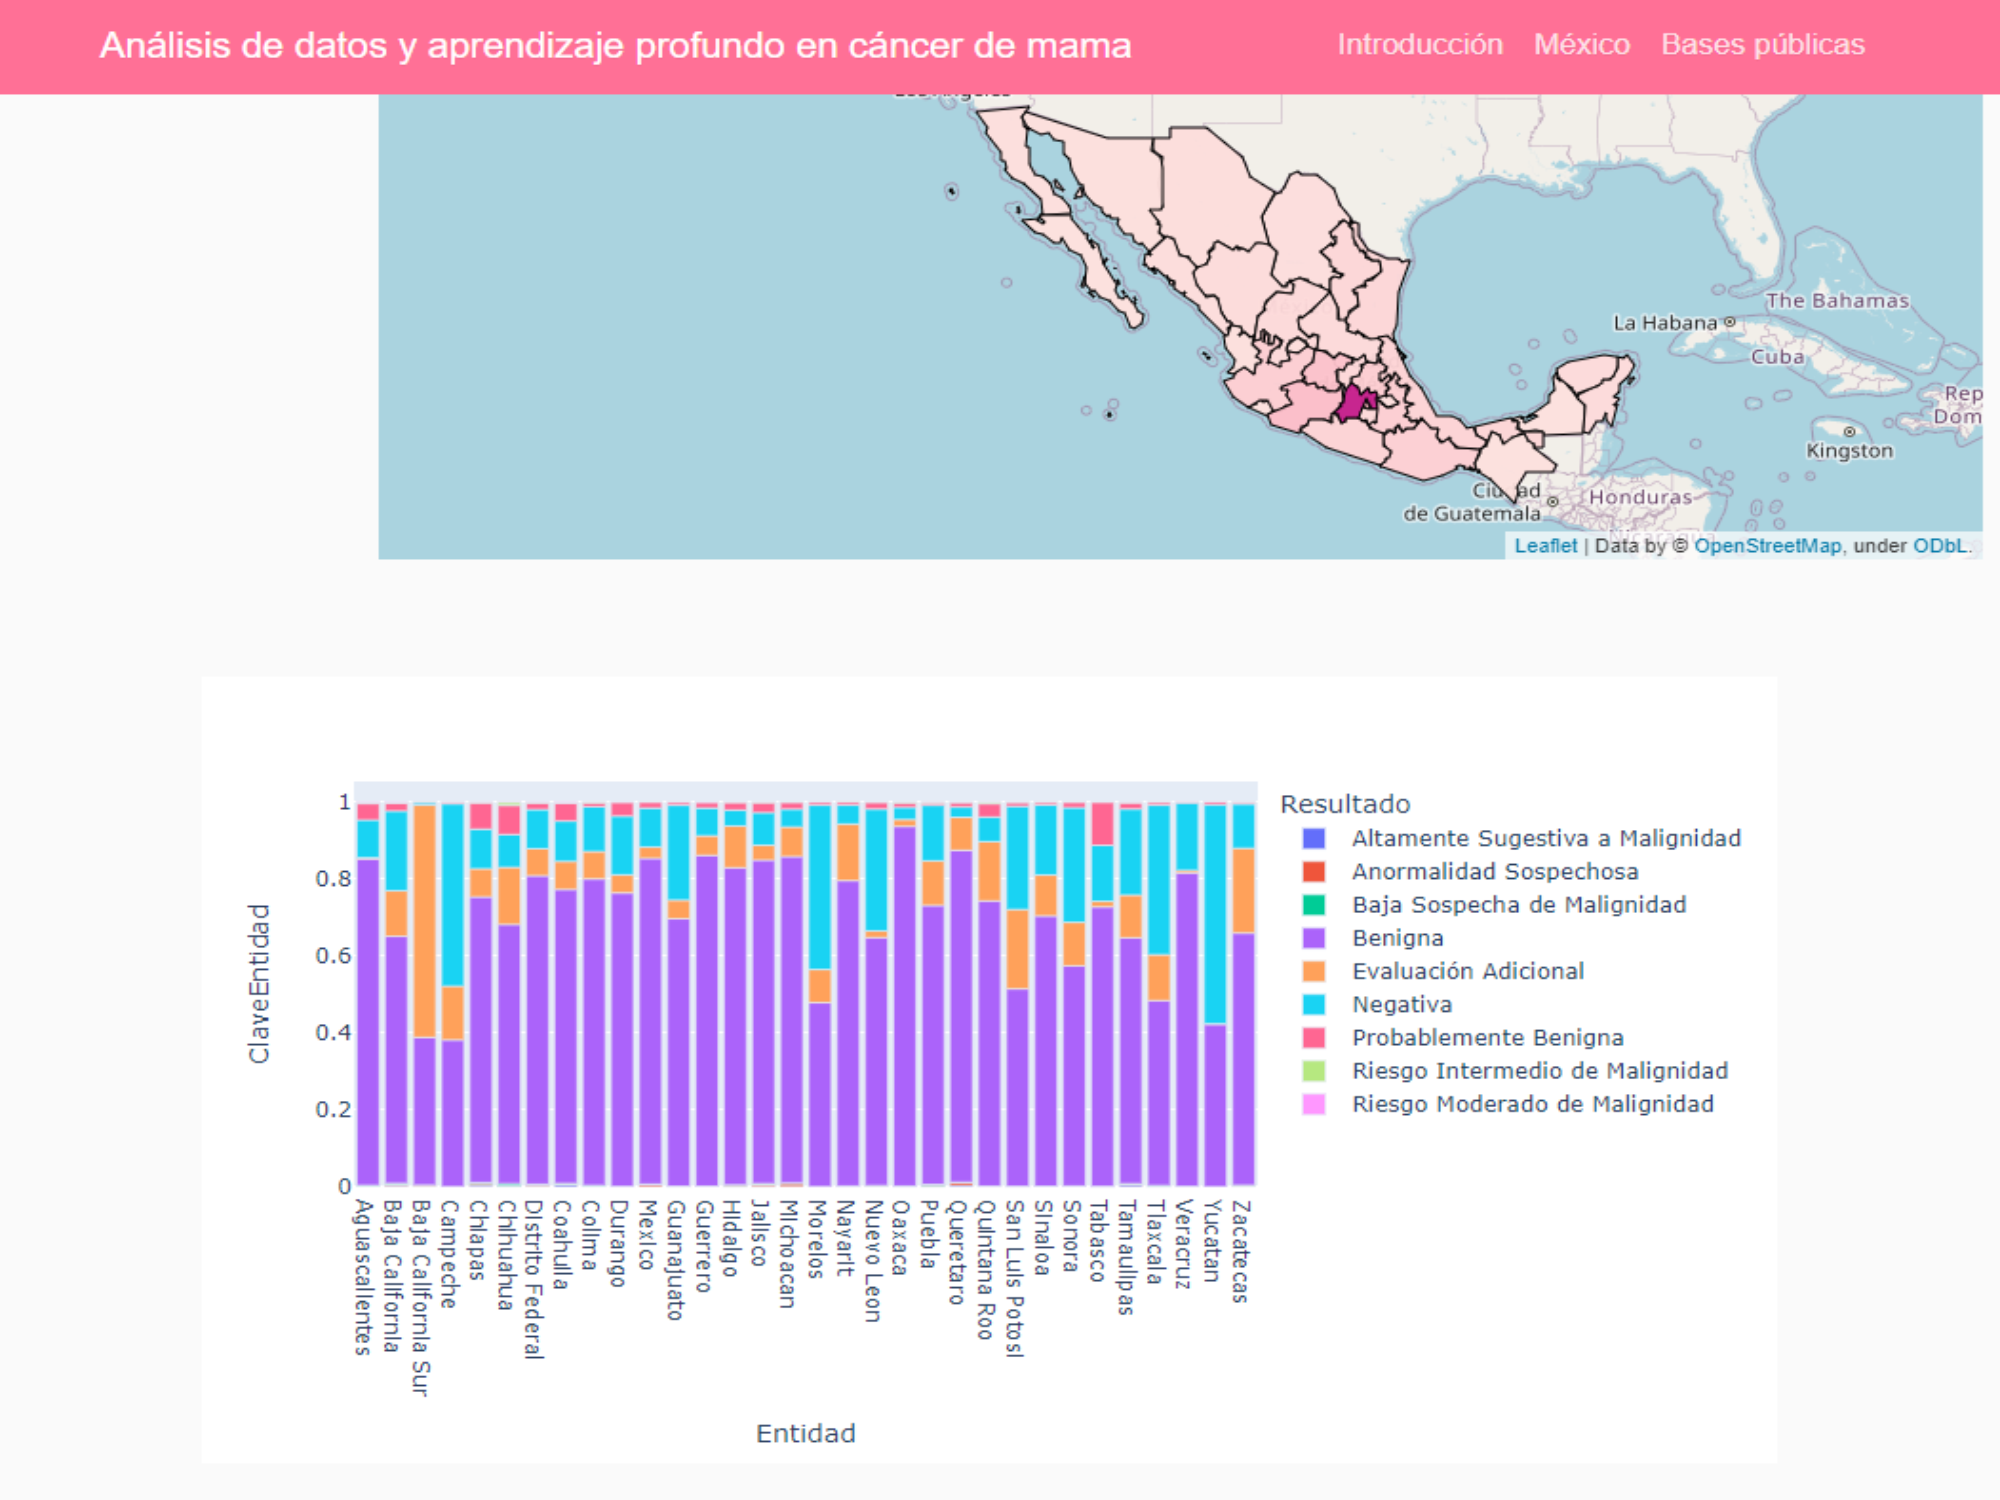 Análisis de datos y aprendizaje profundo en cáncer de mama
Introducción México Bases públicas
The Bahamas
La Habana
Cuba
Rep
Dom
Kingston
Ciudad
de Guatemala
Honduras
Nicaragua
Leaflet | Data by © OpenStreetMap, under ODbL.
Resultado
Altamente Sugestiva a Malignidad
Anormalidad Sospechosa
Baja Sospecha de Malignidad
Benigna
Evaluación Adicional
Negativa
Probablemente Benigna
Riesgo Intermedio de Malignidad
Riesgo Moderado de Malignidad
ClaveEntidad
1
0.8
0.6
0.4
0.2
0
Aguascalientes
Baja California
Baja California Sur
Campeche
Chiapas
Chihuahua
Distrito Federal
Coahuila
Colima
Durango
Mexico
Guanajuato
Guerrero
Hidalgo
Jalisco
Michoacan
Morelos
Nayarit
Nuevo Leon
Oaxaca
Puebla
Queretaro
Quintana Roo
San Luis Potosi
Sinaloa
Sonora
Tabasco
Tamaulipas
Tlaxcala
Veracruz
Yucatan
Zacatecas
Entidad